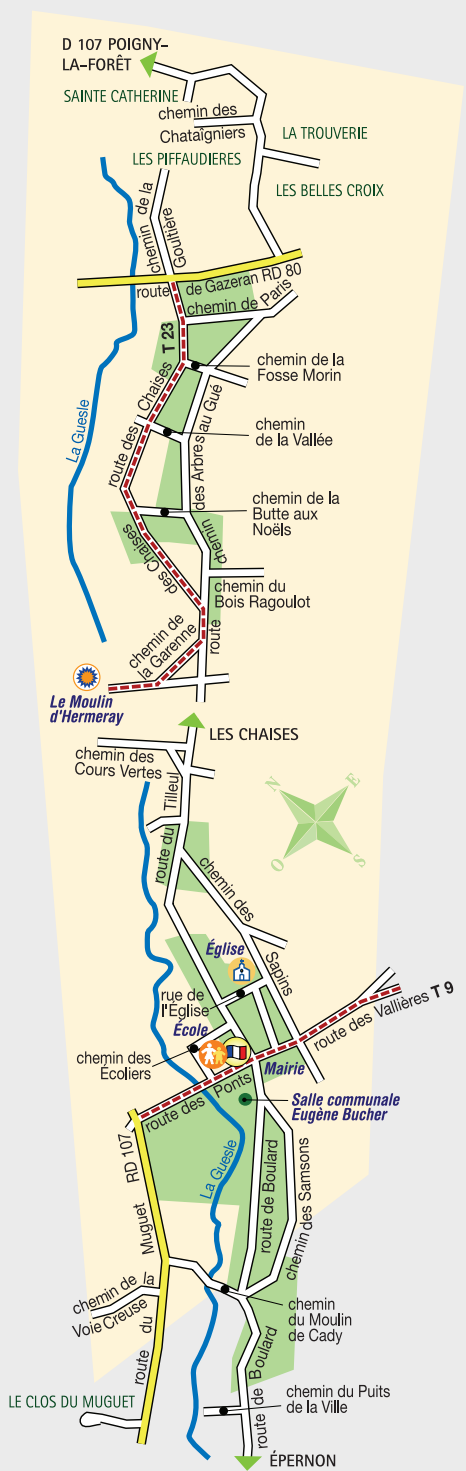 D 107 POIGNY-
LA-FORÊT
SAINTE CATHERINE
chemin des
Chataîgniers
LA TROUVERIE
LES PIFFAUDIERES
LES BELLES CROIX
chemin de la
Goultière
route de Gazeran RD 80
chemin de Paris
route des Chaises T 23
chemin de la
Fosse Morin
La Guesle
chemin
de la Vallée
chemin des Arbres au Gué
chemin de la
Butte aux
Noëls
des Chaises
chemin du
Bois Ragoulot
route
chemin de
la Garenne
Le Moulin
d'Hermeray
LES CHAISES
chemin des
Cours Vertes
route du Tilleul
N
E
O
S
chemin des Sapins
Église
rue de
l'Église
École
chemin des
Écoliers
Mairie
route des Vallières T 9
route des Ponts
Salle communale
Eugène Bucher
RD 107
La Guesle
route de Boulard
chemin des Samsons
route du Muguet
chemin de la
Voie Creuse
chemin
du Moulin
de Cady
LE CLOS DU MUGUET
route de Boulard
chemin du Puits
de la Ville
ÉPERNON